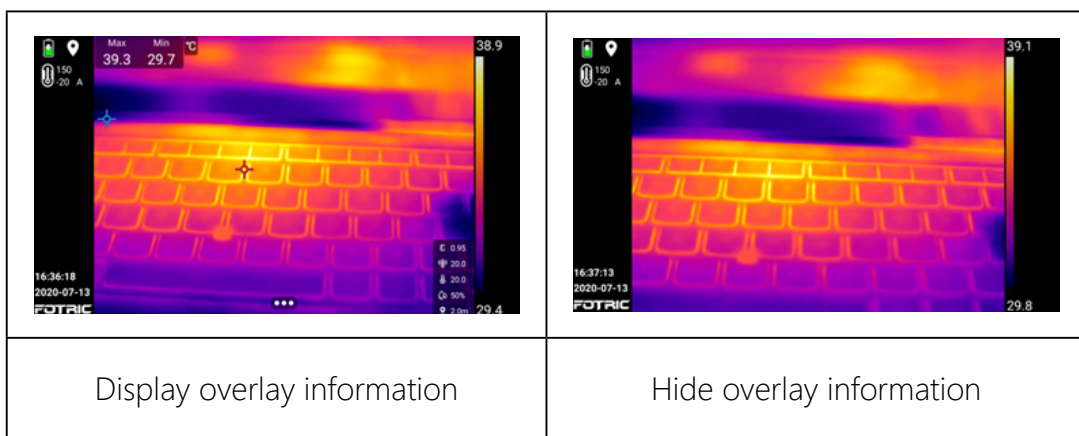 Max Min °C
39.3 29.7
150
-20 A
38.9
ε 0.95
20.0
20.0
50%
2.0m
16:36:18
2020-07-13
FOTRIC
29.4
150
-20 A
39.1
16:37:13
2020-07-13
FOTRIC
29.8
Display overlay information
Hide overlay information